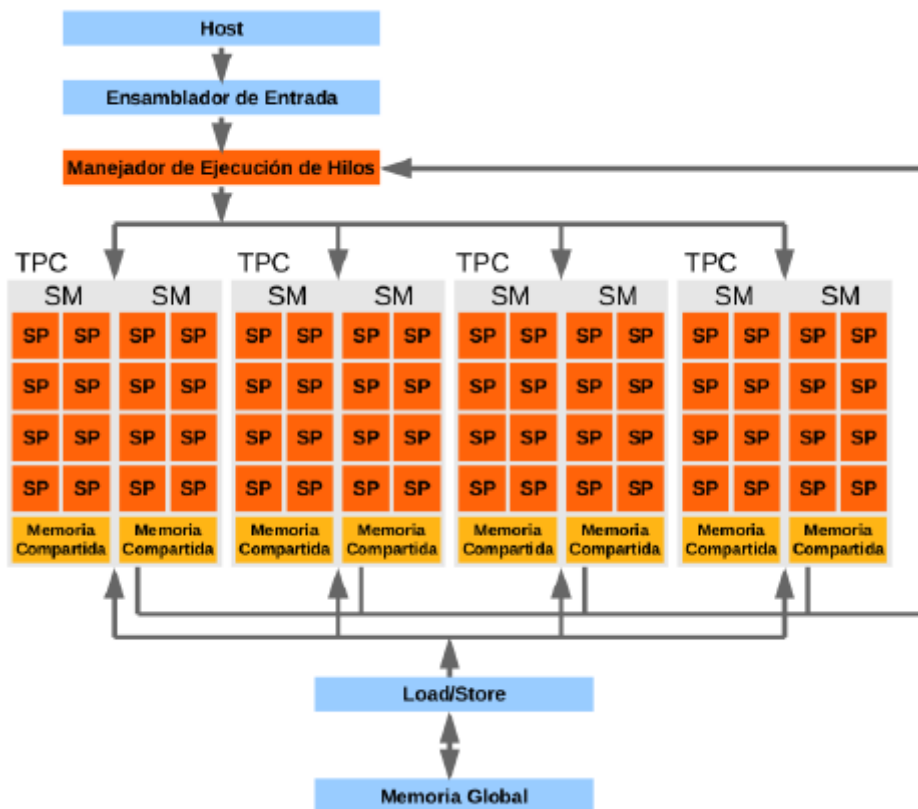 Host
Ensamblador de Entrada
Manejador de Ejecución de Hilos
TPC TPC TPC TPC
SM SM SM SM SM SM SM SM
SP SP SP SP SP SP SP SP SP SP SP SP SP SP SP SP
SP SP SP SP SP SP SP SP SP SP SP SP SP SP SP SP
SP SP SP SP SP SP SP SP SP SP SP SP SP SP SP SP
SP SP SP SP SP SP SP SP SP SP SP SP SP SP SP SP
Memoria Memoria Memoria Memoria Memoria Memoria Memoria Memoria
Compartida Compartida Compartida Compartida Compartida Compartida Compartida Compartida
Load/Store
Memoria Global